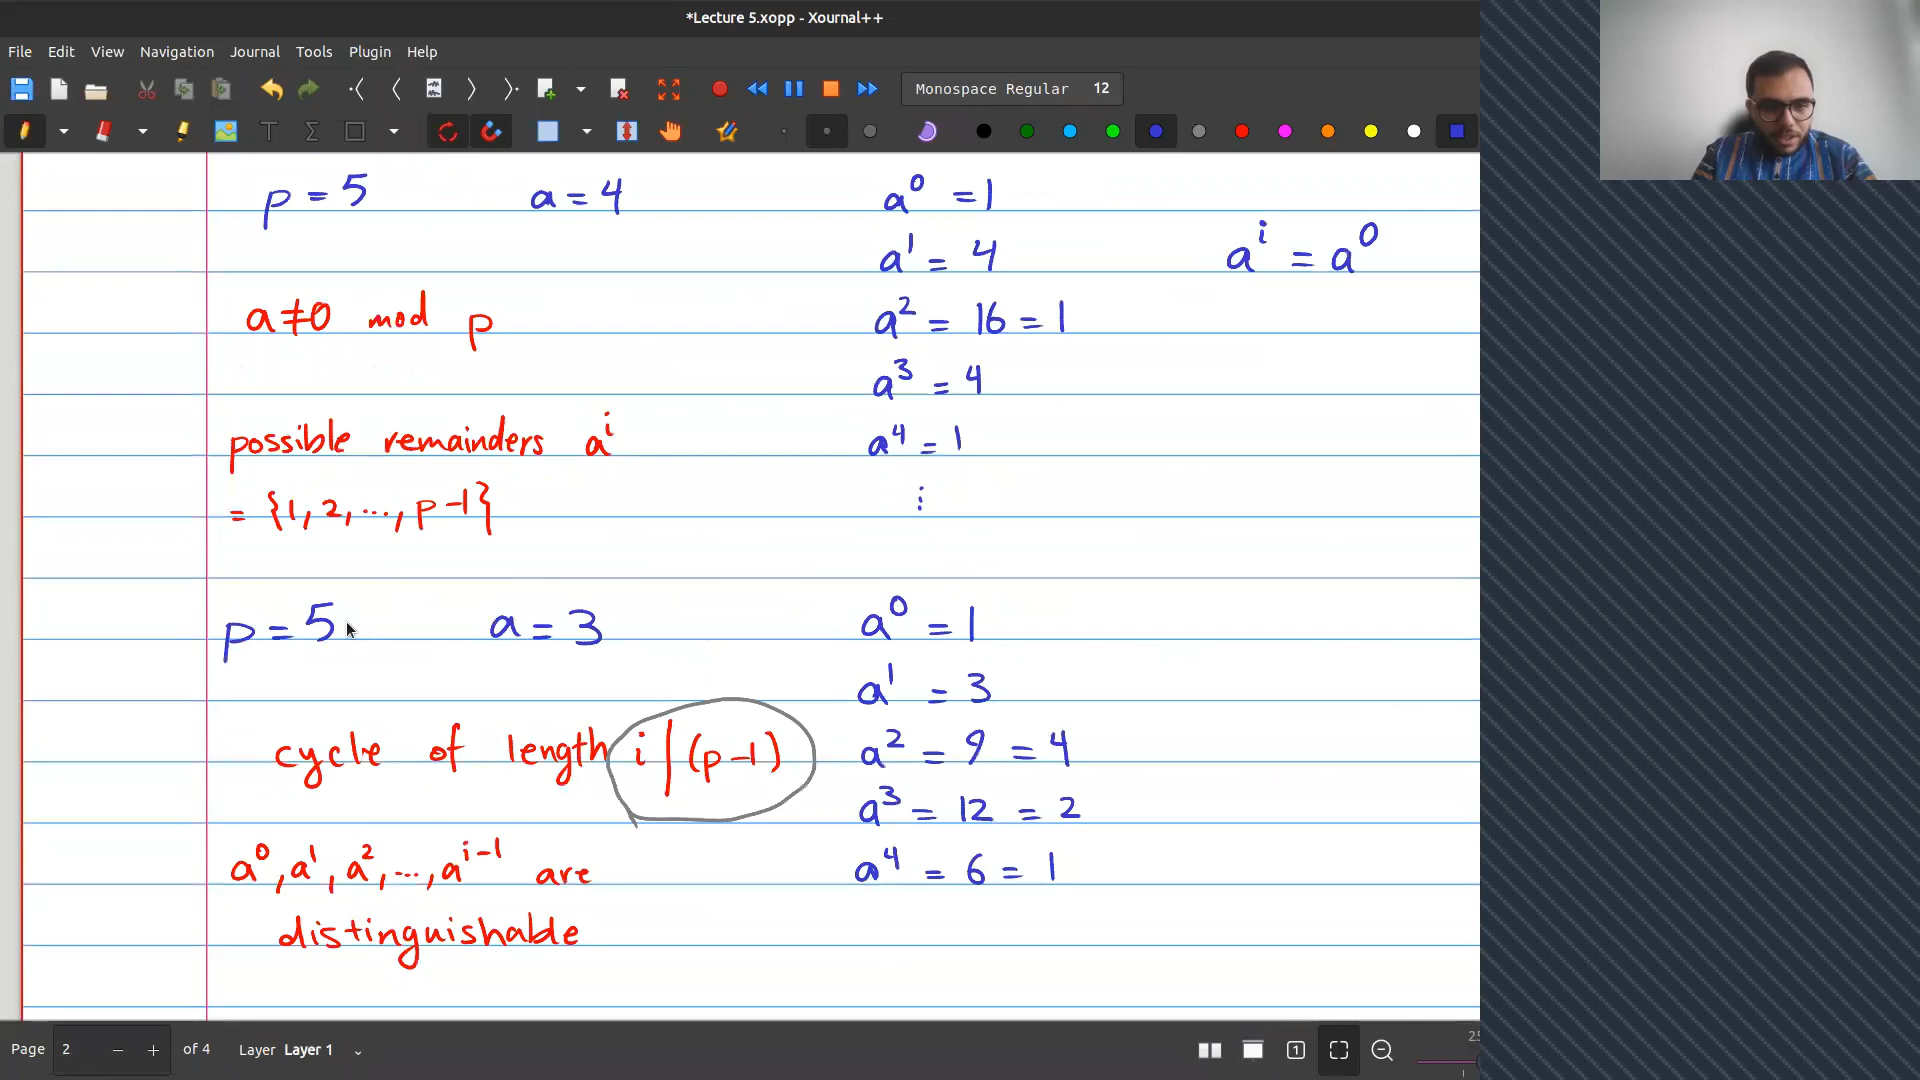 *Lecture 5.xopp - Xournal++
File Edit View Navigation Journal Tools Plugin Help
Monospace Regular 12
p = 5 a = 4
a≠0 mod p
possible remainders aⁱ
= {1, 2, ..., p-1}
a⁰ = 1
a¹ = 4
a² = 16 = 1
a³ = 4
a⁴ = 1
⋮
aⁱ = a⁰
p = 5 a = 3
cycle of length i | (p-1)
a⁰, a¹, a², ..., aⁱ⁻¹ are
distinguishable
a⁰ = 1
a¹ = 3
a² = 9 = 4
a³ = 12 = 2
a⁴ = 6 = 1
Page 2 − + of 4 Layer Layer 1